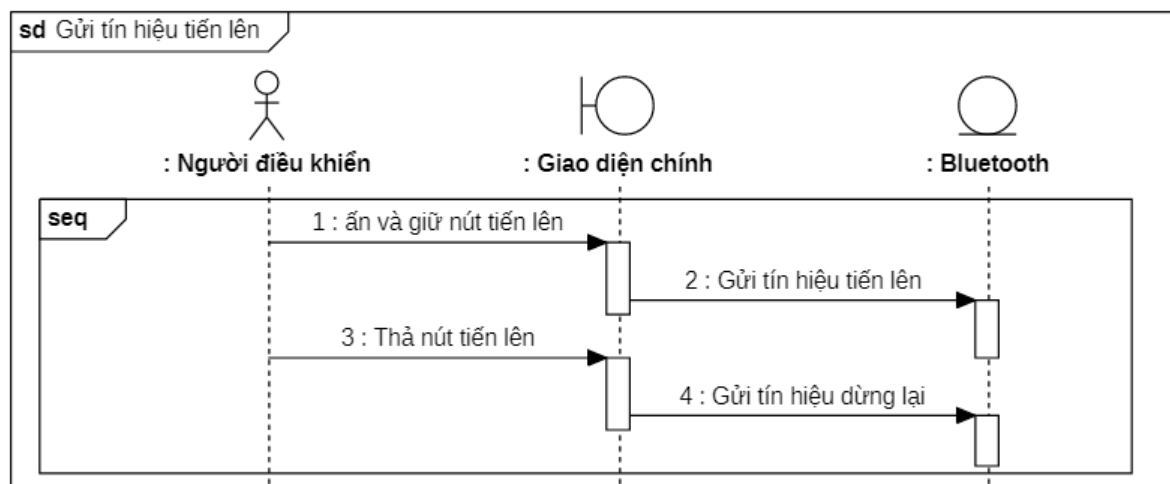 sd Gửi tín hiệu tiến lên
: Người điều khiển
: Giao diện chính
: Bluetooth
seq
1 : ấn và giữ nút tiến lên
2 : Gửi tín hiệu tiến lên
3 : Thả nút tiến lên
4 : Gửi tín hiệu dừng lại